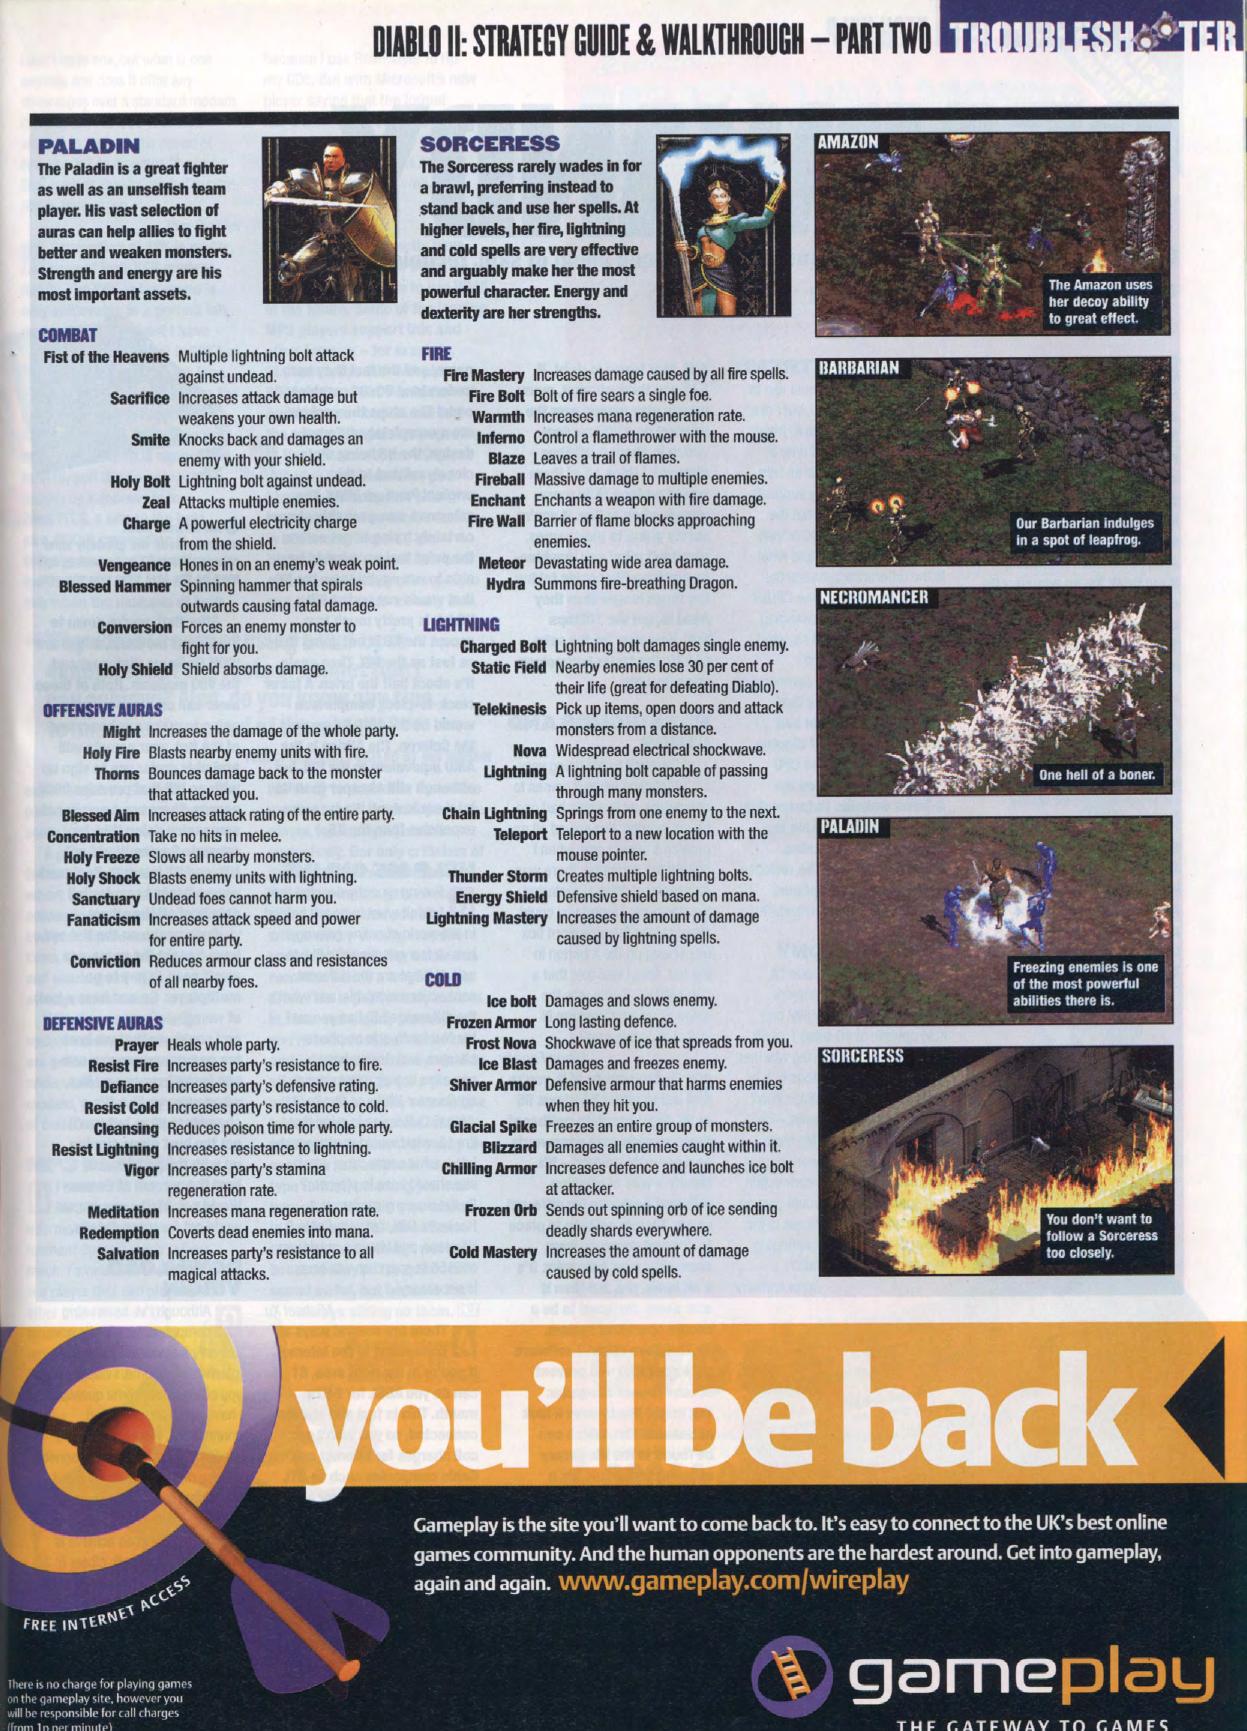 DIABLO II: STRATEGY GUIDE & WALKTHROUGH – PART TWO TROUBLESHOOTER
PALADIN
The Paladin is a great fighter
as well as an unselfish team
player. His vast selection of
auras can help allies to fight
better and weaken monsters.
Strength and energy are his
most important assets.
COMBAT
Fist of the Heavens Multiple lightning bolt attack
against undead.
Sacrifice Increases attack damage but
weakens your own health.
Smite Knocks back and damages an
enemy with your shield.
Holy Bolt Lightning bolt against undead.
Zeal Attacks multiple enemies.
Charge A powerful electricity charge
from the shield.
Vengeance Hones in on an enemy's weak point.
Blessed Hammer Spinning hammer that spirals
outwards causing fatal damage.
Conversion Forces an enemy monster to
fight for you.
Holy Shield Shield absorbs damage.
OFFENSIVE AURAS
Might Increases the damage of the whole party.
Holy Fire Blasts nearby enemy units with fire.
Thorns Bounces damage back to the monster
that attacked you.
Blessed Aim Increases attack rating of the entire party.
Concentration Take no hits in melee.
Holy Freeze Slows all nearby monsters.
Holy Shock Blasts enemy units with lightning.
Sanctuary Undead foes cannot harm you.
Fanaticism Increases attack speed and power
for entire party.
Conviction Reduces armour class and resistances
of all nearby foes.
DEFENSIVE AURAS
Prayer Heals whole party.
Resist Fire Increases party's resistance to fire.
Defiance Increases party's defensive rating.
Resist Cold Increases party's resistance to cold.
Cleansing Reduces poison time for whole party.
Resist Lightning Increases resistance to lightning.
Vigor Increases party's stamina
regeneration rate.
Meditation Increases mana regeneration rate.
Redemption Coverts dead enemies into mana.
Salvation Increases party's resistance to all
magical attacks.
SORCERESS
The Sorceress rarely wades in for
a brawl, preferring instead to
stand back and use her spells. At
higher levels, her fire, lightning
and cold spells are very effective
and arguably make her the most
powerful character. Energy and
dexterity are her strengths.
FIRE
Fire Mastery Increases damage caused by all fire spells.
Fire Bolt Bolt of fire sears a single foe.
Warmth Increases mana regeneration rate.
Inferno Control a flamethrower with the mouse.
Blaze Leaves a trail of flames.
Fireball Massive damage to multiple enemies.
Enchant Enchants a weapon with fire damage.
Fire Wall Barrier of flame blocks approaching
enemies.
Meteor Devastating wide area damage.
Hydra Summons fire-breathing Dragon.
LIGHTNING
Charged Bolt Lightning bolt damages single enemy.
Static Field Nearby enemies lose 30 per cent of
their life (great for defeating Diablo).
Telekinesis Pick up items, open doors and attack
monsters from a distance.
Nova Widespread electrical shockwave.
Lightning A lightning bolt capable of passing
through many monsters.
Chain Lightning Springs from one enemy to the next.
Teleport Teleport to a new location with the
mouse pointer.
Thunder Storm Creates multiple lightning bolts.
Energy Shield Defensive shield based on mana.
Lightning Mastery Increases the amount of damage
caused by lightning spells.
COLD
Ice bolt Damages and slows enemy.
Frozen Armor Long lasting defence.
Frost Nova Shockwave of ice that spreads from you.
Ice Blast Damages and freezes enemy.
Shiver Armor Defensive armour that harms enemies
when they hit you.
Glacial Spike Freezes an entire group of monsters.
Blizzard Damages all enemies caught within it.
Chilling Armor Increases defence and launches ice bolt
at attacker.
Frozen Orb Sends out spinning orb of ice sending
deadly shards everywhere.
Cold Mastery Increases the amount of damage
caused by cold spells.
AMAZON
The Amazon uses
her decoy ability
to great effect.
BARBARIAN
Our Barbarian indulges
in a spot of leapfrog.
NECROMANCER
One hell of a boner.
PALADIN
Freezing enemies is one
of the most powerful
abilities there is.
SORCERESS
You don't want to
follow a Sorceress
too closely.
you'll be back
Gameplay is the site you'll want to come back to. It's easy to connect to the UK's best online
games community. And the human opponents are the hardest around. Get into gameplay,
again and again. www.gameplay.com/wireplay
FREE INTERNET ACCESS
There is no charge for playing games
on the gameplay site, however you
will be responsible for call charges
(from 1p per minute)
gameplay
THE GATEWAY TO GAMES